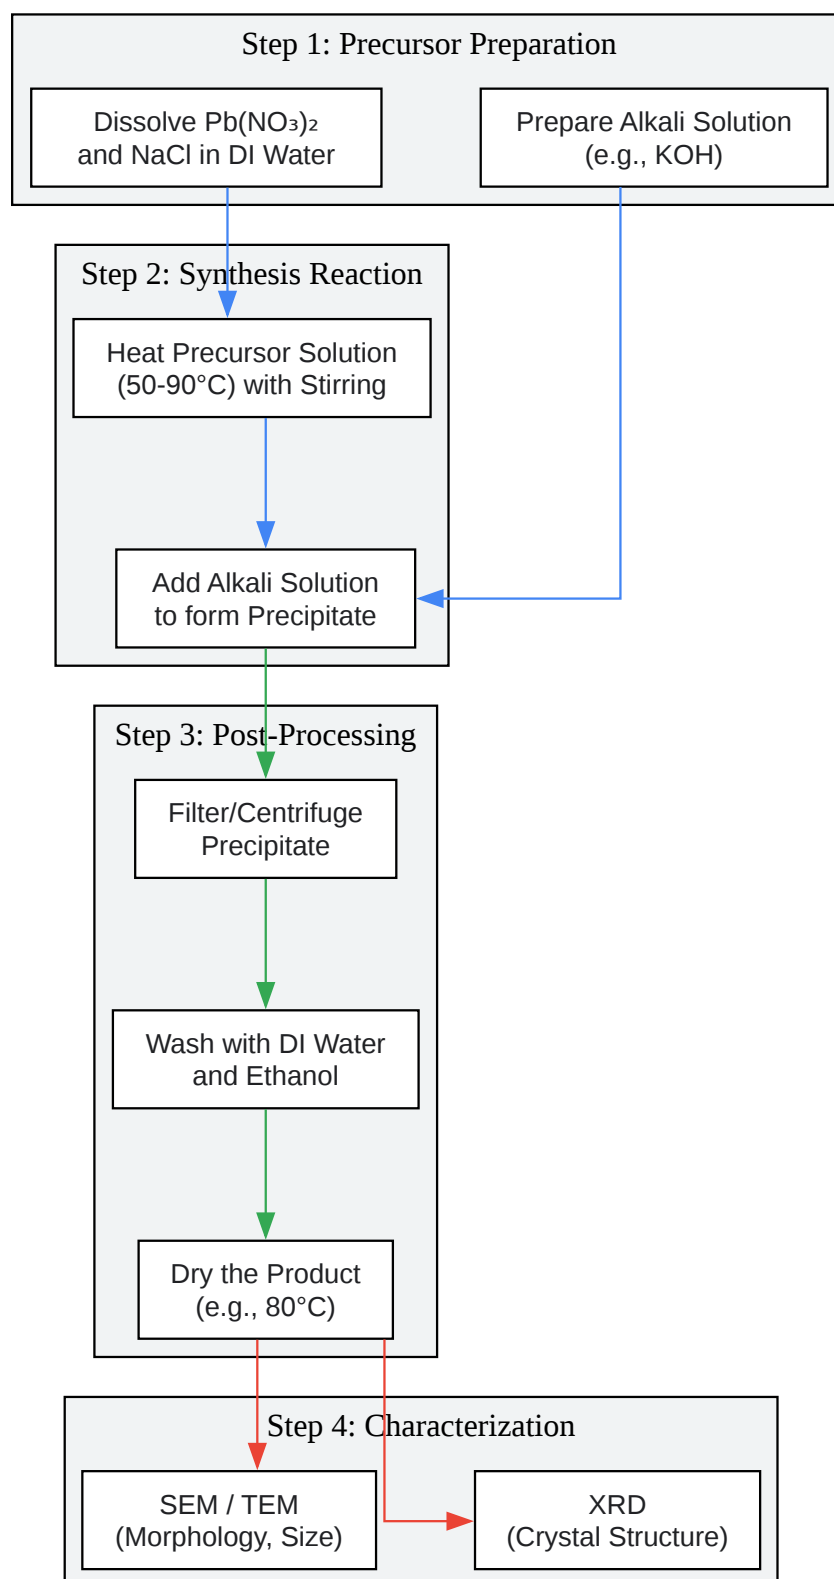 Step 1: Precursor Preparation
Dissolve Pb(NO₃)₂
and NaCl in DI Water
Prepare Alkali Solution
(e.g., KOH)
Step 2: Synthesis Reaction
Heat Precursor Solution
(50-90°C) with Stirring
Add Alkali Solution
to form Precipitate
Step 3: Post-Processing
Filter/Centrifuge
Precipitate
Wash with DI Water
and Ethanol
Dry the Product
(e.g., 80°C)
Step 4: Characterization
SEM / TEM
(Morphology, Size)
XRD
(Crystal Structure)